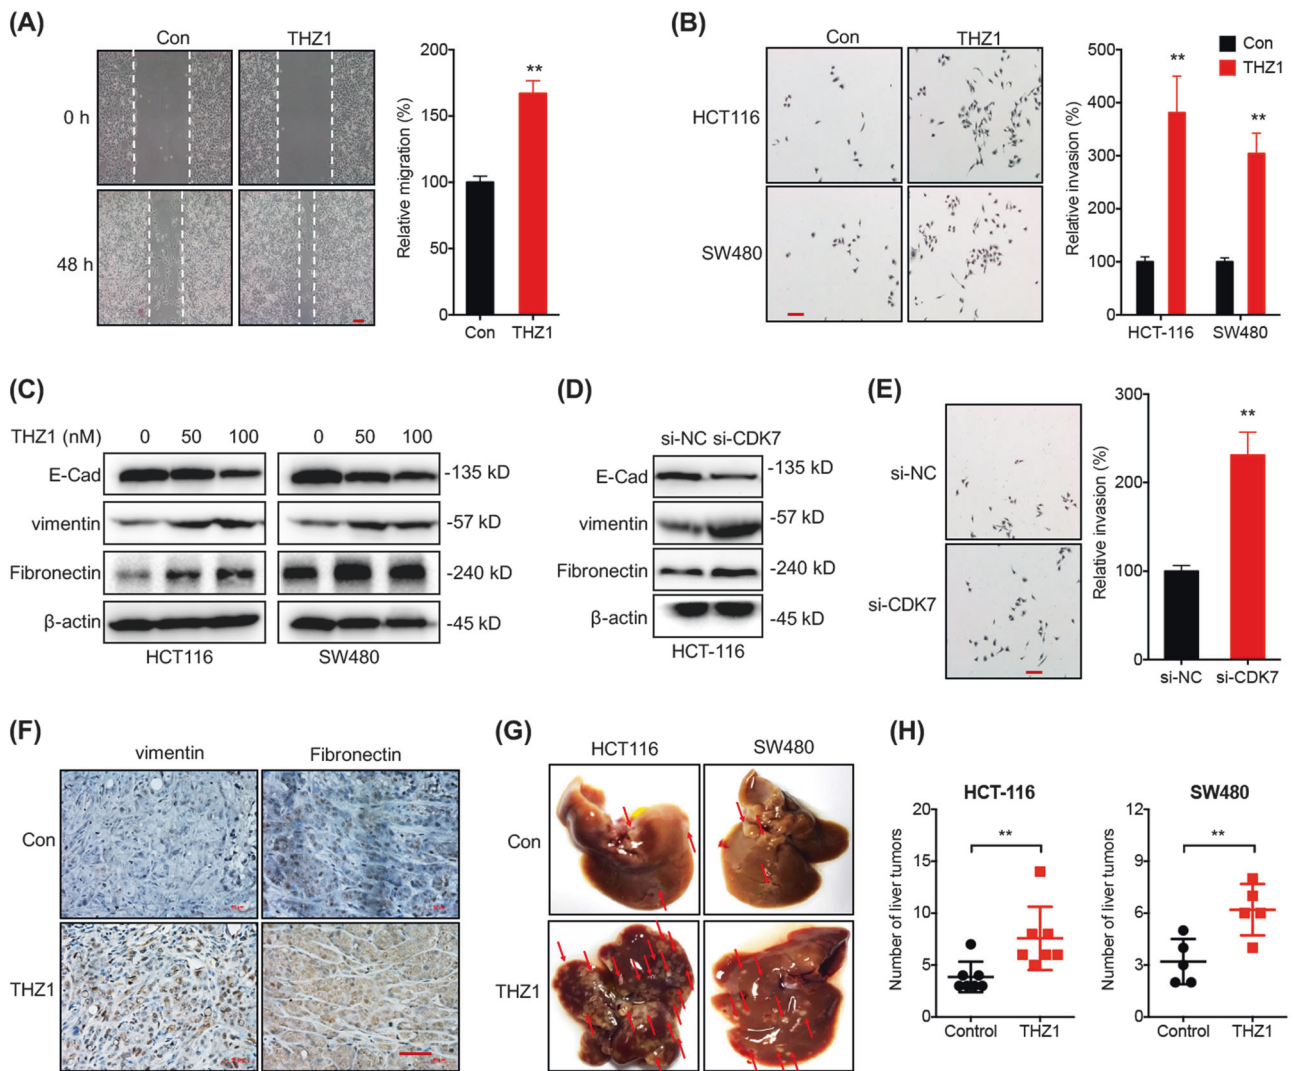 (A)
Con THZ1
0 h
48 h
Relative migration (%)
200
150
100
50
0
**
Con THZ1
(B)
Con THZ1
HCT116
SW480
Relative invasion (%)
500
400
300
200
100
0
** **
Con
THZ1
HCT-116 SW480
(C)
THZ1 (nM) 0 50 100 0 50 100
E-Cad -135 kD
vimentin -57 kD
Fibronectin -240 kD
β-actin -45 kD
HCT116 SW480
(D)
si-NC si-CDK7
E-Cad -135 kD
vimentin -57 kD
Fibronectin -240 kD
β-actin -45 kD
HCT-116
(E)
si-NC
si-CDK7
Relative invasion (%)
300
200
100
0
**
si-NC si-CDK7
(F)
vimentin Fibronectin
Con
THZ1
(G)
HCT116 SW480
Con
THZ1
(H)
HCT-116
Number of liver tumors
20
15
10
5
0
**
Control THZ1
SW480
Number of liver tumors
12
9
6
3
0
**
Control THZ1